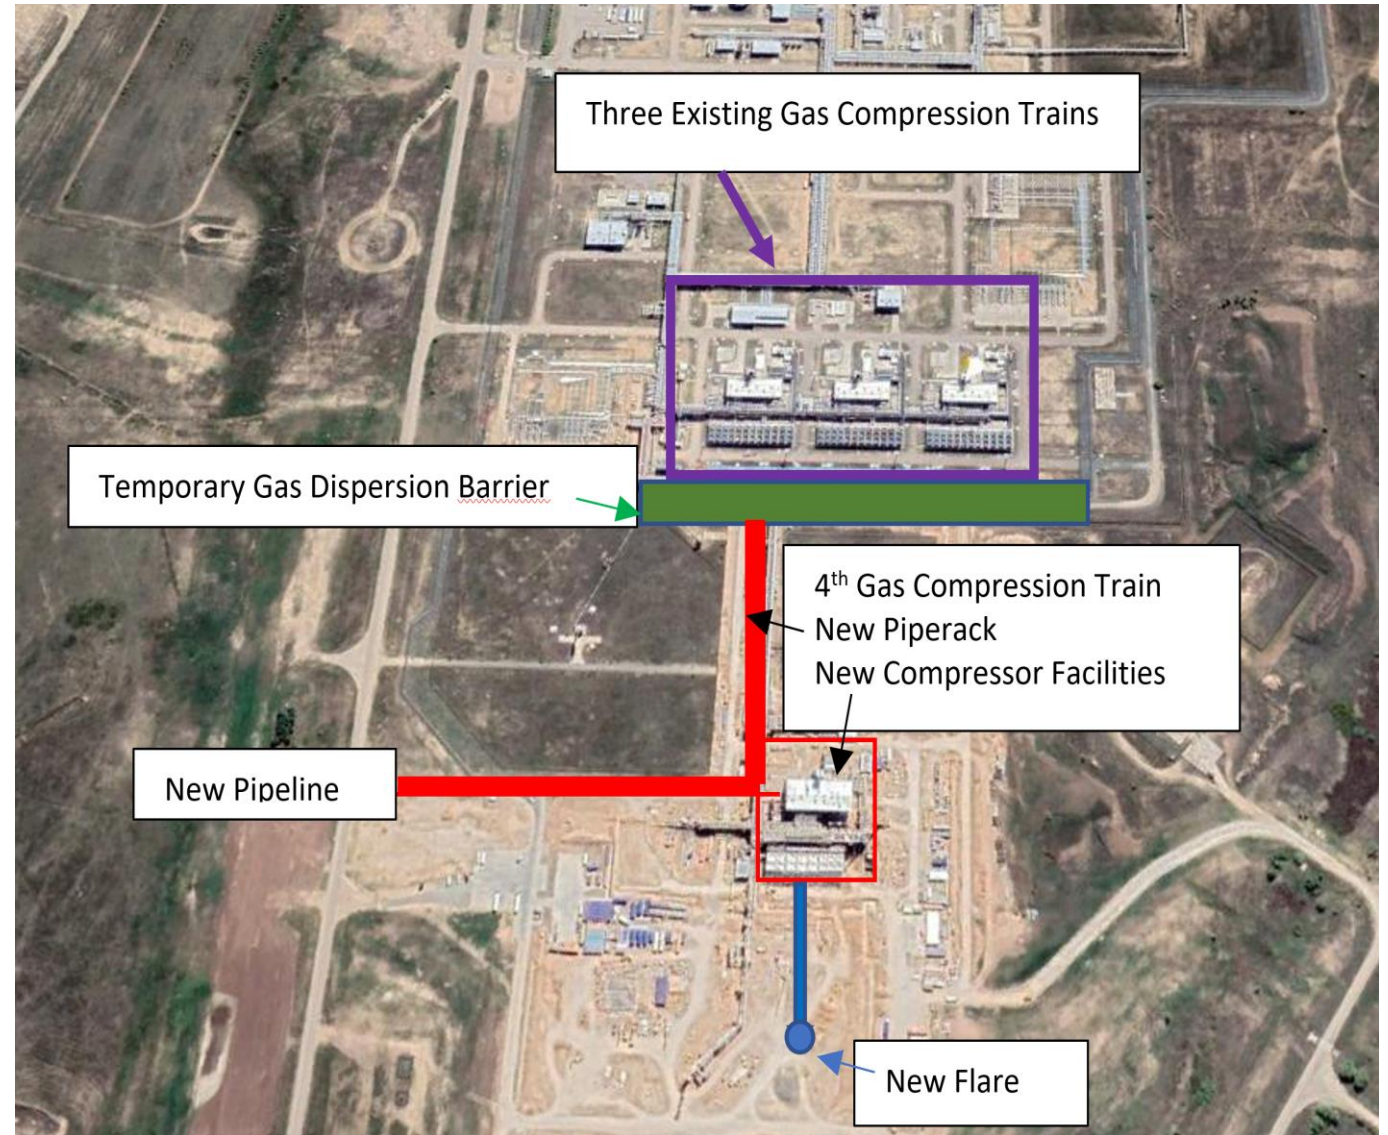 Three Existing Gas Compression Trains
Temporary Gas Dispersion Barrier
4th Gas Compression Train
New Piperack
New Compressor Facilities
New Pipeline
New Flare